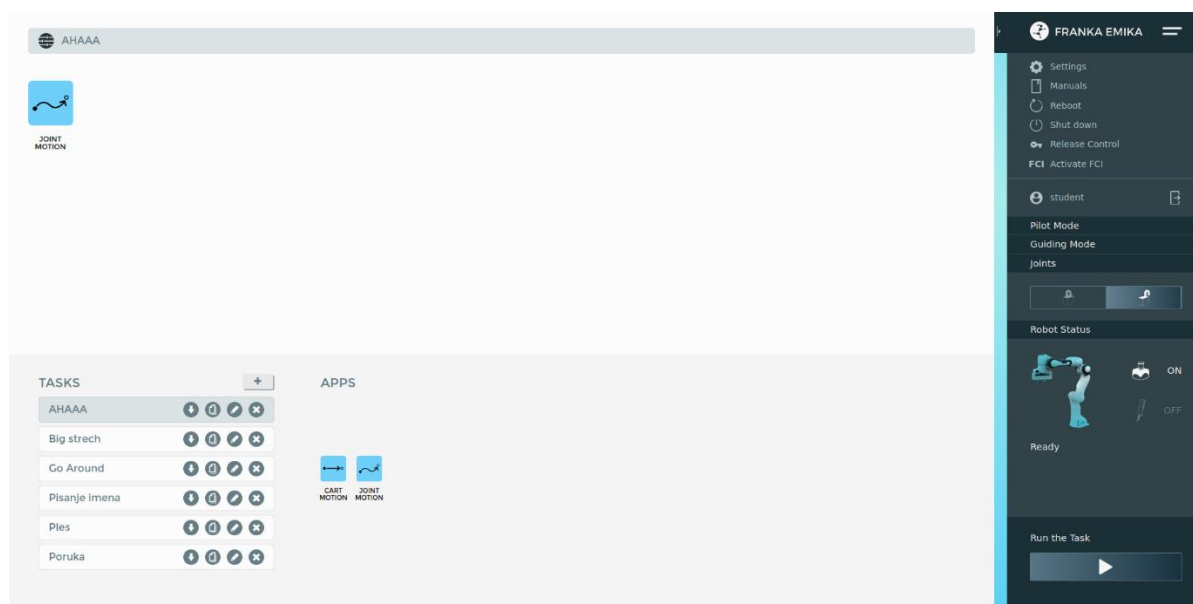 AHAAA
JOINT
MOTION
TASKS
+
AHAAA
Big strech
Go Around
Pisanje imena
Ples
Poruka
APPS
CART
MOTION
JOINT
MOTION
FRANKA EMIKA
Settings
Manuals
Reboot
Shut down
Release Control
FCI Activate FCI
student
Pilot Mode
Guiding Mode
Joints
Robot Status
ON
OFF
Ready
Run the Task